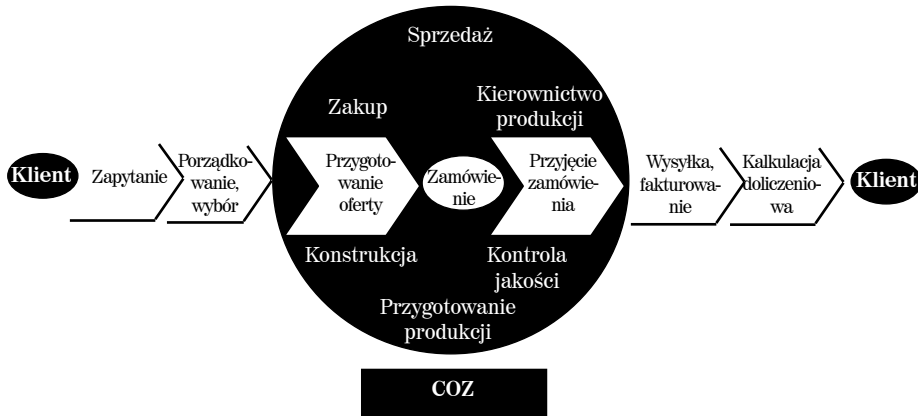 Sprzedaż
Zakup
Kierownictwo
produkcji
Klient
Zapytanie
Porządko-
wanie,
wybór
Przygoto-
wanie
oferty
Zamówie-
nie
Przyjęcie
zamówie-
nia
Wysyłka,
fakturowa-
nie
Kalkulacja
doliczenio-
wa
Klient
Konstrukcja
Kontrola
jakości
Przygotowanie
produkcji
COZ